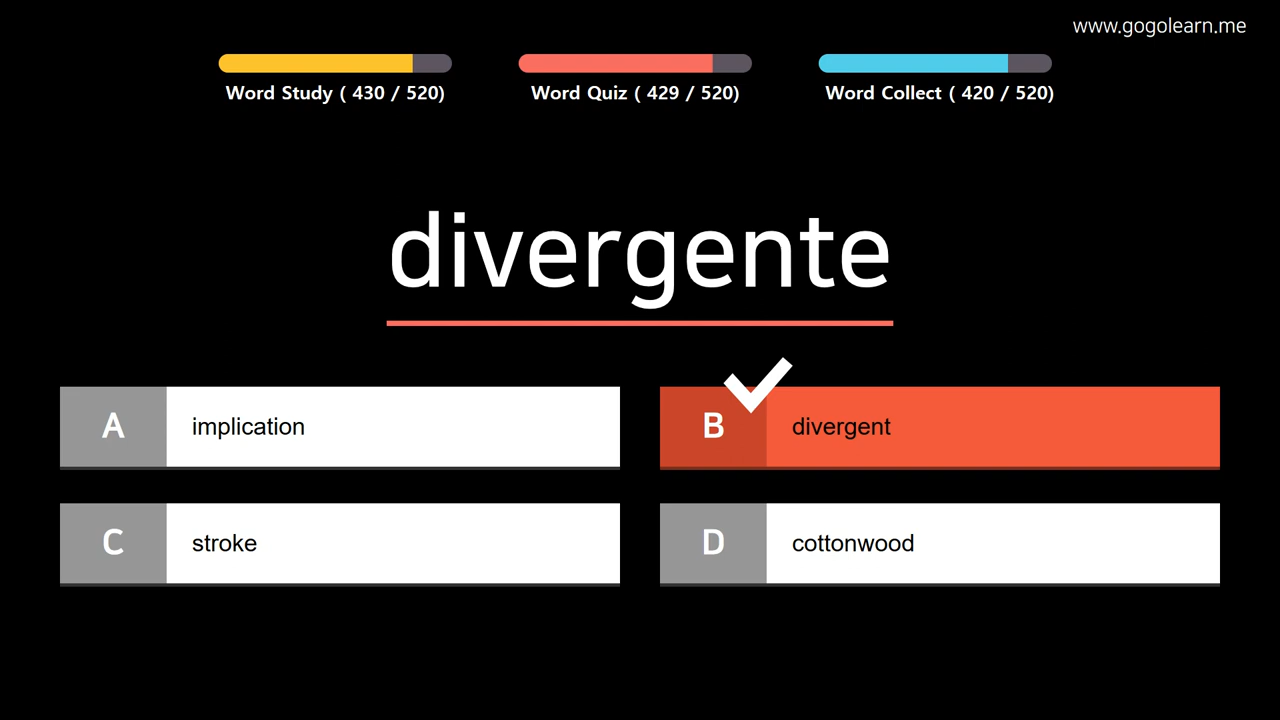 www.gogolearn.me
Word Study ( 430 / 520)
Word Quiz ( 429 / 520)
Word Collect ( 420 / 520)
divergente
A implication
B divergent
C stroke
D cottonwood